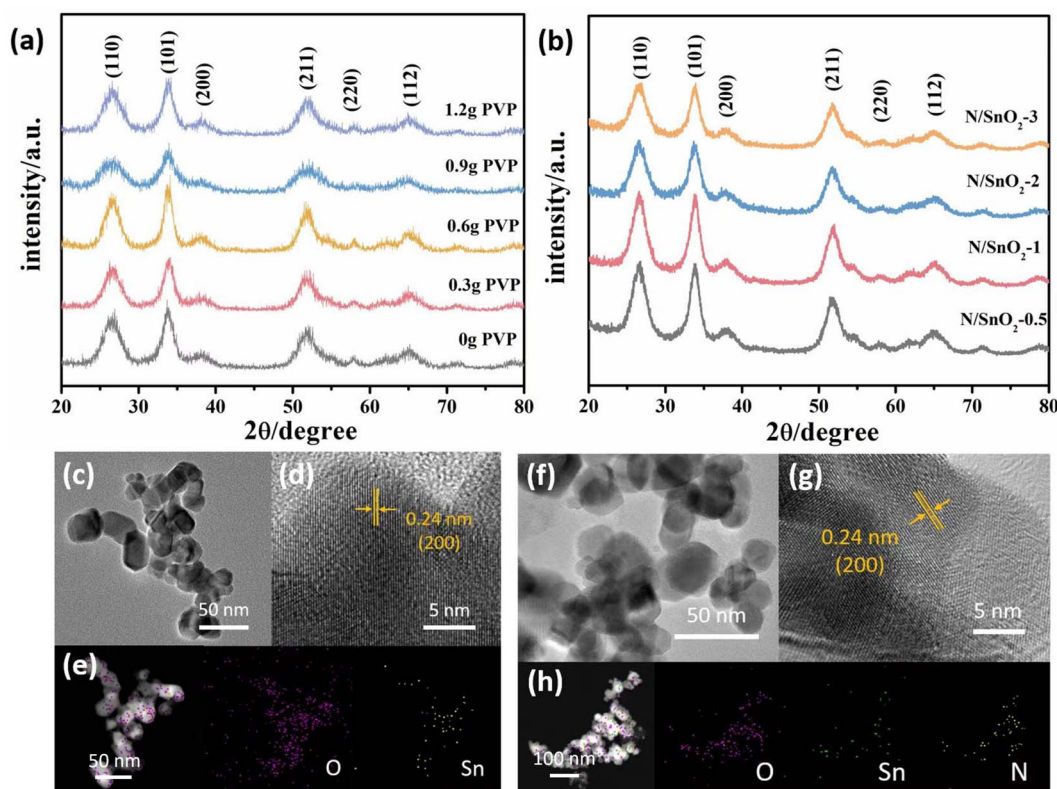 (a)
intensity/a.u.
(110)
(101)
(200)
(211)
(220)
(112)
1.2g PVP
0.9g PVP
0.6g PVP
0.3g PVP
0g PVP
20 30 40 50 60 70 80
2θ/degree
(b)
intensity/a.u.
(110)
(101)
(200)
(211)
(220)
(112)
N/SnO₂-3
N/SnO₂-2
N/SnO₂-1
N/SnO₂-0.5
20 30 40 50 60 70 80
2θ/degree
(c)
50 nm
(d)
0.24 nm
(200)
5 nm
(e)
50 nm
O
Sn
(f)
50 nm
(g)
0.24 nm
(200)
5 nm
(h)
100 nm
O
Sn
N